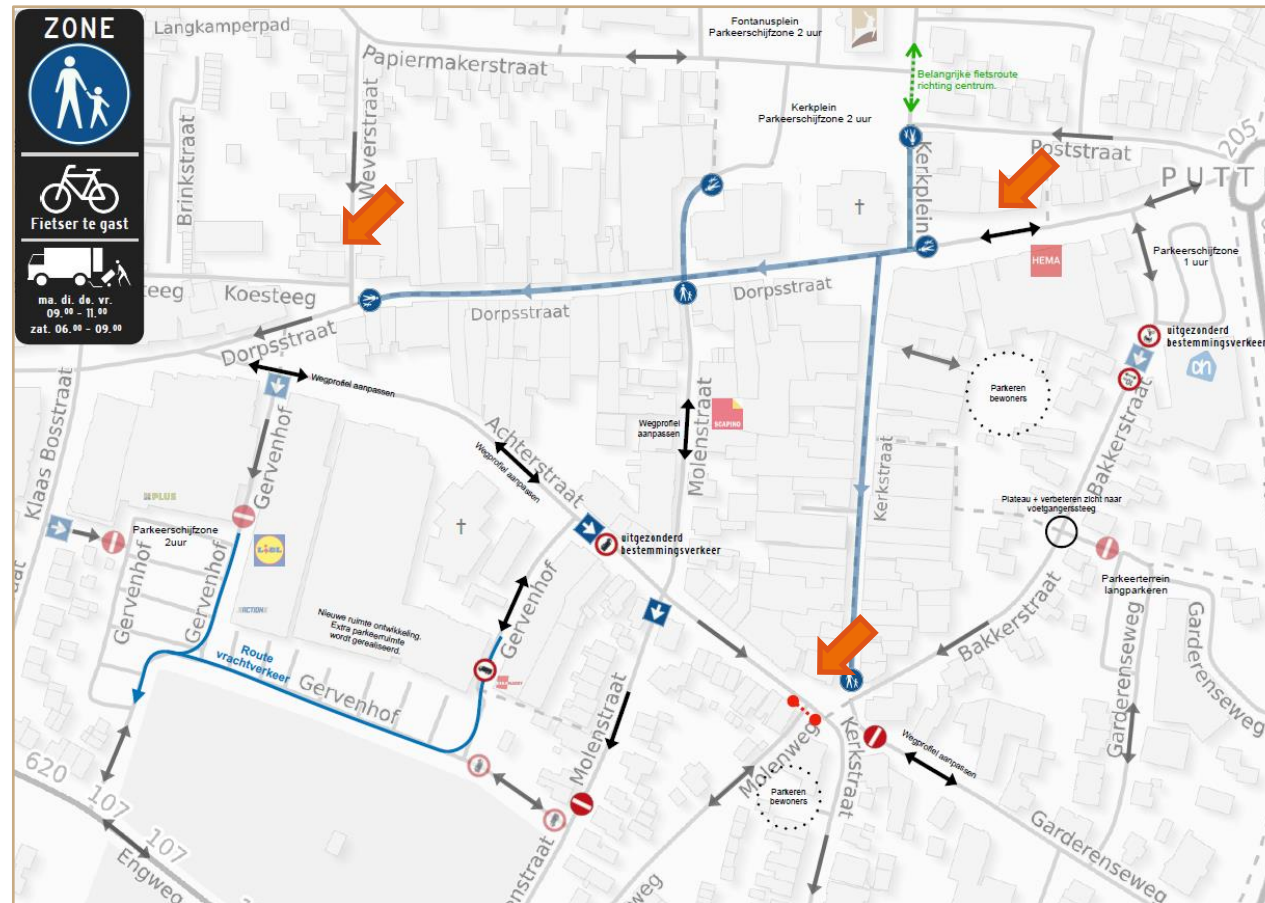 ZONE
Fietser te gast
ma. di. do. vr.
09.00 - 11.00
zat. 06.00 - 09.00
Langkamperpad
Papiermakerstraat
Fontanusplein
Parkeerschijfzone 2 uur
Belangrijke fietsroute
richting centrum.
Kerkplein
Parkeerschijfzone 2 uur
Brinkstraat
Weverstraat
Kerkplein
Poststraat
205
PUTT
HEMA
Parkeerschijfzone
1 uur
teeg
Koesteeg
Dorpsstraat
Dorpsstraat
Dorpsstraat
uitgezonderd
bestemmingsverkeer
Wegprofiel aanpassen
Parkeren
bewoners
Klaas Bosstraat
Gervenhof
Achterstraat
Wegprofiel aanpassen
Wegprofiel
aanpassen
SCAPINO
Molenstraat
Kerkstraat
Bakkerstraat
PLUS
Parkeerschijfzone
2uur
LIDL
uitgezonderd
bestemmingsverkeer
Plateau + verbeteren zicht naar
voetgangerssteeg
aat
Gervenhof
Gervenhof
ACTION
Gervenhof
Parkeerterrein
langparkeren
Nieuwe ruimte ontwikkeling.
Extra parkeerruimte
wordt gerealiseerd.
Route
vrachtverkeer
Gervenhof
Bakkerstraat
Garderenseweg
Garderenseweg
Molenstraat
Molenweg
Kerkstraat
Wegprofiel aanpassen
Parkeren
bewoners
620
107
107
Engweg
enstraat
Garderenseweg